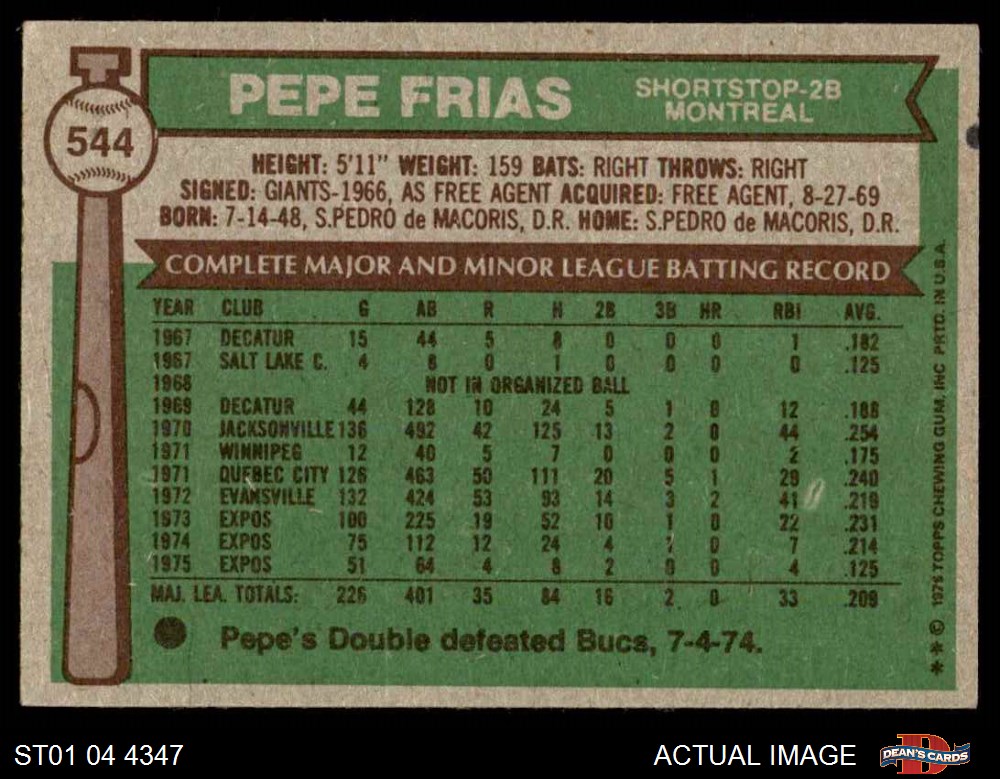 544
PEPE FRIAS
SHORTSTOP-2B
MONTREAL
HEIGHT: 5'11" WEIGHT: 159 BATS: RIGHT THROWS: RIGHT
SIGNED: GIANTS-1966, AS FREE AGENT ACQUIRED: FREE AGENT, 8-27-69
BORN: 7-14-48, S.PEDRO de MACORIS, D.R. HOME: S.PEDRO de MACORIS, D.R.
COMPLETE MAJOR AND MINOR LEAGUE BATTING RECORD
YEAR CLUB G AB R H 2B 3B HR RBI AVG.
1967 DECATUR 15 44 5 8 0 0 0 1 .182
1967 SALT LAKE C. 4 8 0 1 0 0 0 0 .125
1968 NOT IN ORGANIZED BALL
1969 DECATUR 44 128 10 24 5 1 0 12 .188
1970 JACKSONVILLE 136 492 42 125 13 2 0 44 .254
1971 WINNIPEG 12 40 5 7 0 0 0 2 .175
1971 QUEBEC CITY 126 463 50 111 20 5 1 29 .240
1972 EVANSVILLE 132 424 53 93 14 3 2 41 .219
1973 EXPOS 100 225 19 52 10 1 0 22 .231
1974 EXPOS 75 112 12 24 4 1 0 7 .214
1975 EXPOS 51 64 4 8 2 0 0 4 .125
MAJ. LEA. TOTALS: 226 401 35 84 16 2 0 33 .209
Pepe's Double defeated Bucs, 7-4-74.
** © 1976 TOPPS CHEWING GUM, INC PRTD. IN U.S.A.
ST01 04 4347
ACTUAL IMAGE
DEAN'S CARDS